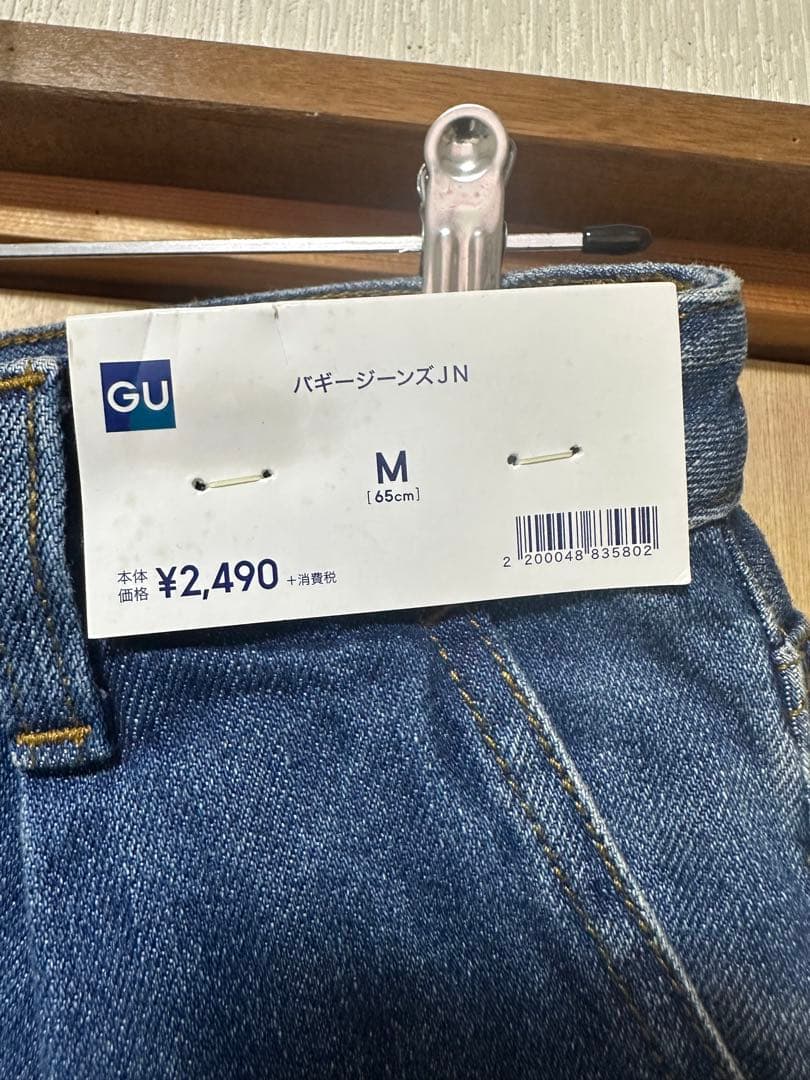 GU
バギージーンズJN
M
[65cm]
本体
価格 ¥2,490 +消費税
2 200048 835802